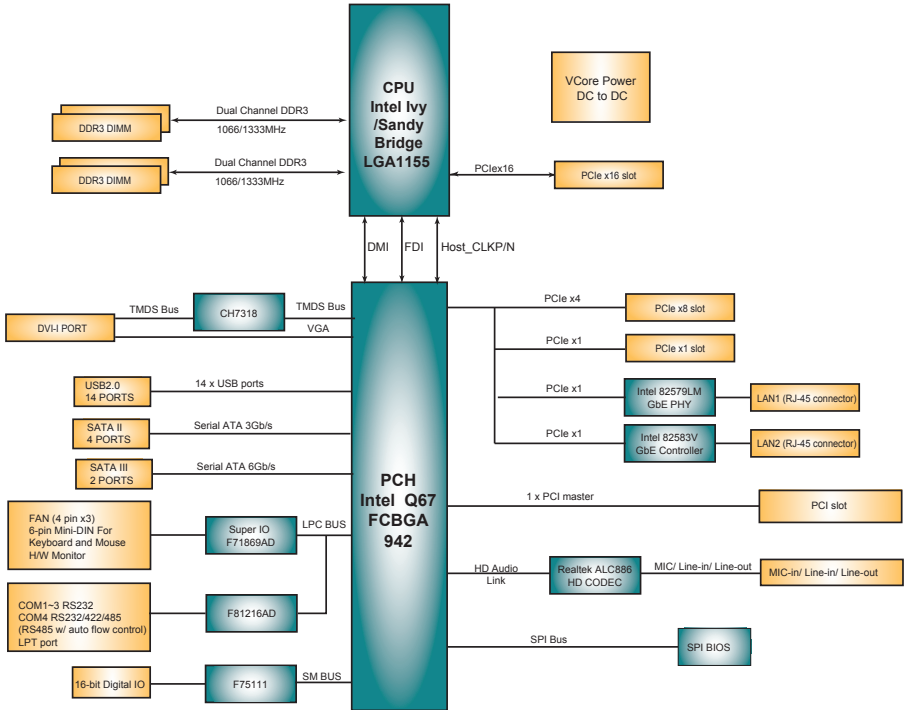 CPU
Intel Ivy
/Sandy
Bridge
LGA1155
VCore Power
DC to DC
DDR3 DIMM
Dual Channel DDR3
1066/1333MHz
DDR3 DIMM
Dual Channel DDR3
1066/1333MHz
PCIex16
PCIe x16 slot
DMI
FDI
Host_CLKP/N
DVI-I PORT
TMDS Bus
CH7318
TMDS Bus
VGA
USB2.0
14 PORTS
14 x USB ports
SATA II
4 PORTS
Serial ATA 3Gb/s
SATA III
2 PORTS
Serial ATA 6Gb/s
FAN (4 pin x3)
6-pin Mini-DIN For
Keyboard and Mouse
H/W Monitor
Super IO
F71869AD
LPC BUS
COM1~3 RS232
COM4 RS232/422/485
(RS485 w/ auto flow control)
LPT port
F81216AD
16-bit Digital IO
F75111
SM BUS
PCH
Intel Q67
FCBGA
942
PCIe x4
PCIe x8 slot
PCIe x1
PCIe x1 slot
PCIe x1
Intel 82579LM
GbE PHY
LAN1 (RJ-45 connector)
PCIe x1
Intel 82583V
GbE Controller
LAN2 (RJ-45 connector)
1 x PCI master
PCI slot
HD Audio
Link
Realtek ALC886
HD CODEC
MIC/ Line-in/ Line-out
MIC-in/ Line-in/ Line-out
SPI Bus
SPI BIOS